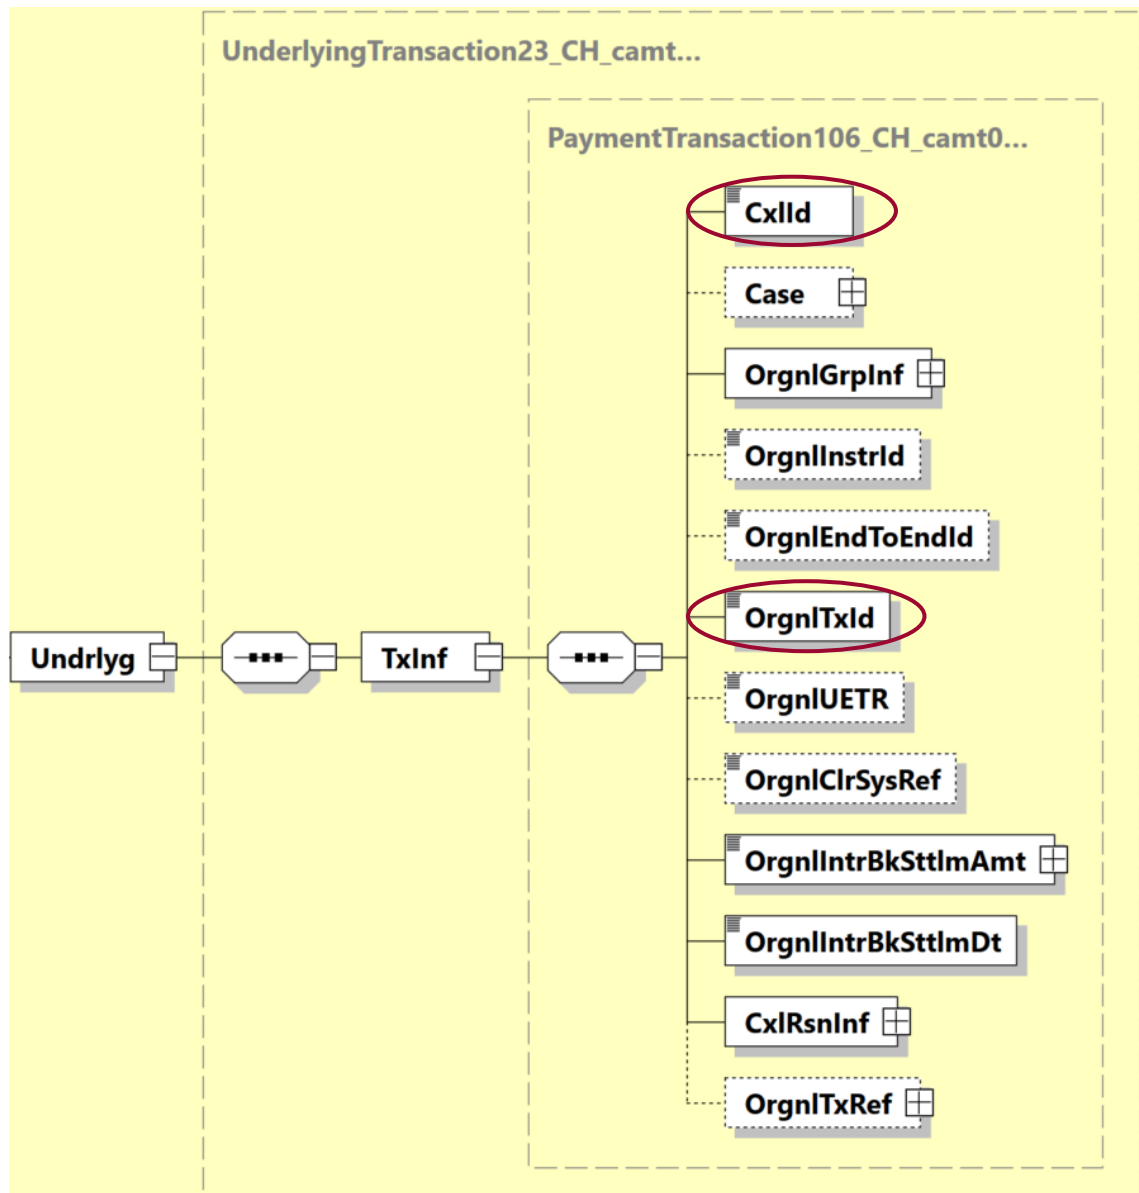 UnderlyingTransaction23_CH_camt...
PaymentTransaction106_CH_camt0...
CxlId
Case
OrgnlGrpInf
OrgnlInstrId
OrgnlEndToEndId
OrgnlTxId
Undrlyg
TxInf
OrgnlUETR
OrgnlClrSysRef
OrgnlIntrBkSttlmAmt
OrgnlIntrBkSttlmDt
CxlRsnInf
OrgnlTxRef